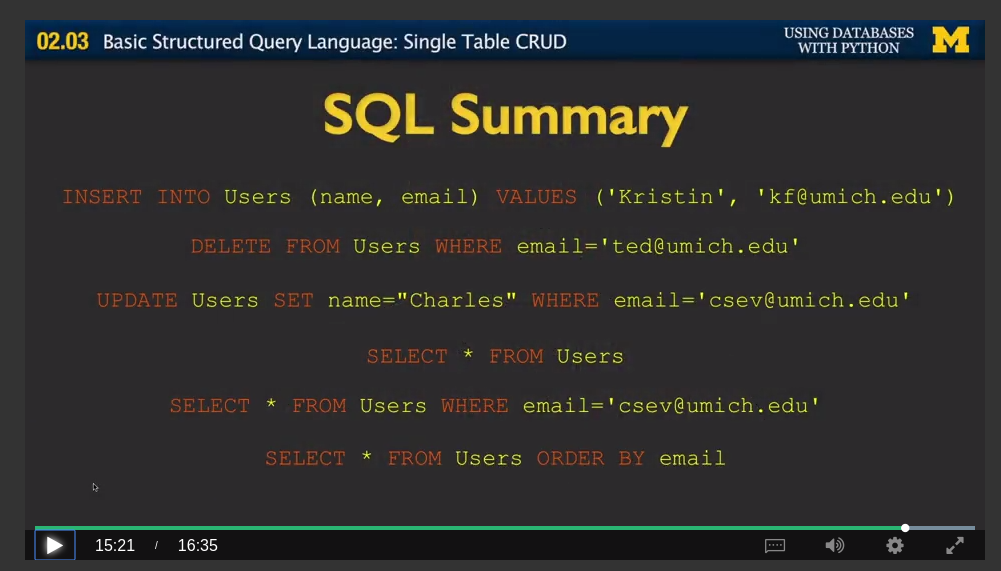 02.03 Basic Structured Query Language: Single Table CRUD
USING DATABASES
WITH PYTHON
M
SQL Summary
INSERT INTO Users (name, email) VALUES ('Kristin', 'kf@umich.edu')
DELETE FROM Users WHERE email='ted@umich.edu'
UPDATE Users SET name="Charles" WHERE email='csev@umich.edu'
SELECT * FROM Users
SELECT * FROM Users WHERE email='csev@umich.edu'
SELECT * FROM Users ORDER BY email
15:21 / 16:35